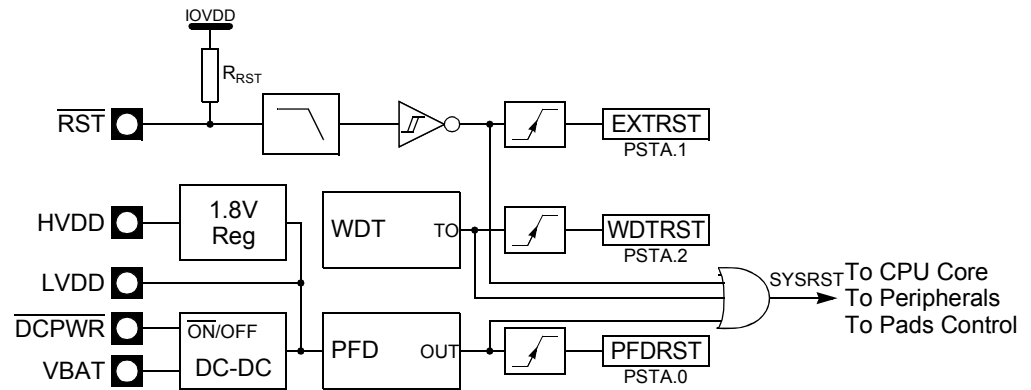 IOVDD
RRST
RST
EXTRST
PSTA.1
HVDD
1.8V
Reg
WDT
TO
WDTRST
PSTA.2
LVDD
SYSRST
To CPU Core
To Peripherals
To Pads Control
DCPWR
ON/OFF
DC-DC
VBAT
PFD
OUT
PFDRST
PSTA.0